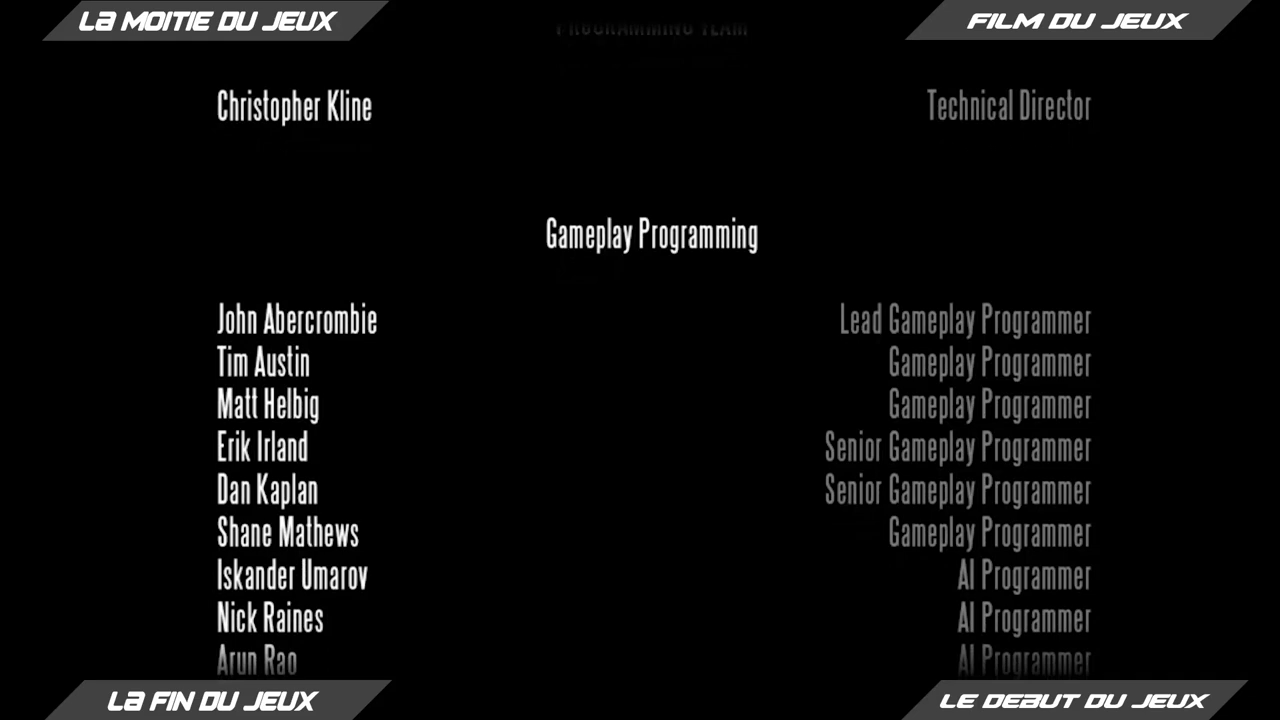 LA MOITIE DU JEUX
FILM DU JEUX
PROGRAMMING TEAM
Christopher Kline Technical Director
Gameplay Programming
John Abercrombie Lead Gameplay Programmer
Tim Austin Gameplay Programmer
Matt Helbig Gameplay Programmer
Erik Irland Senior Gameplay Programmer
Dan Kaplan Senior Gameplay Programmer
Shane Mathews Gameplay Programmer
Iskander Umarov AI Programmer
Nick Raines AI Programmer
Arun Rao AI Programmer
LA FIN DU JEUX
LE DEBUT DU JEUX